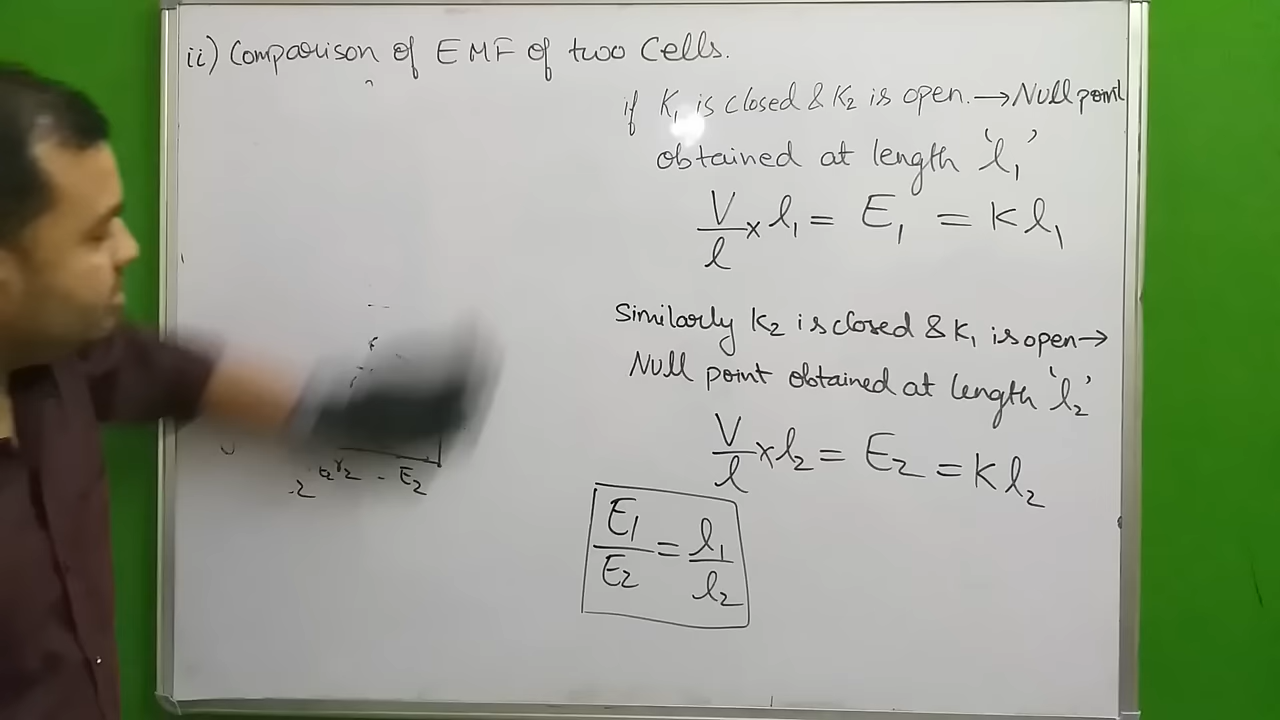 ii) Comparison of EMF of two Cells.
if K₁ is closed & K₂ is open. → Null point
obtained at length 'l₁'
V/l × l₁ = E₁ = K l₁
Similarly K₂ is closed & K₁ is open →
Null point obtained at length 'l₂'
V/l × l₂ = E₂ = K l₂
r₂ - E₂
E₁/E₂ = l₁/l₂